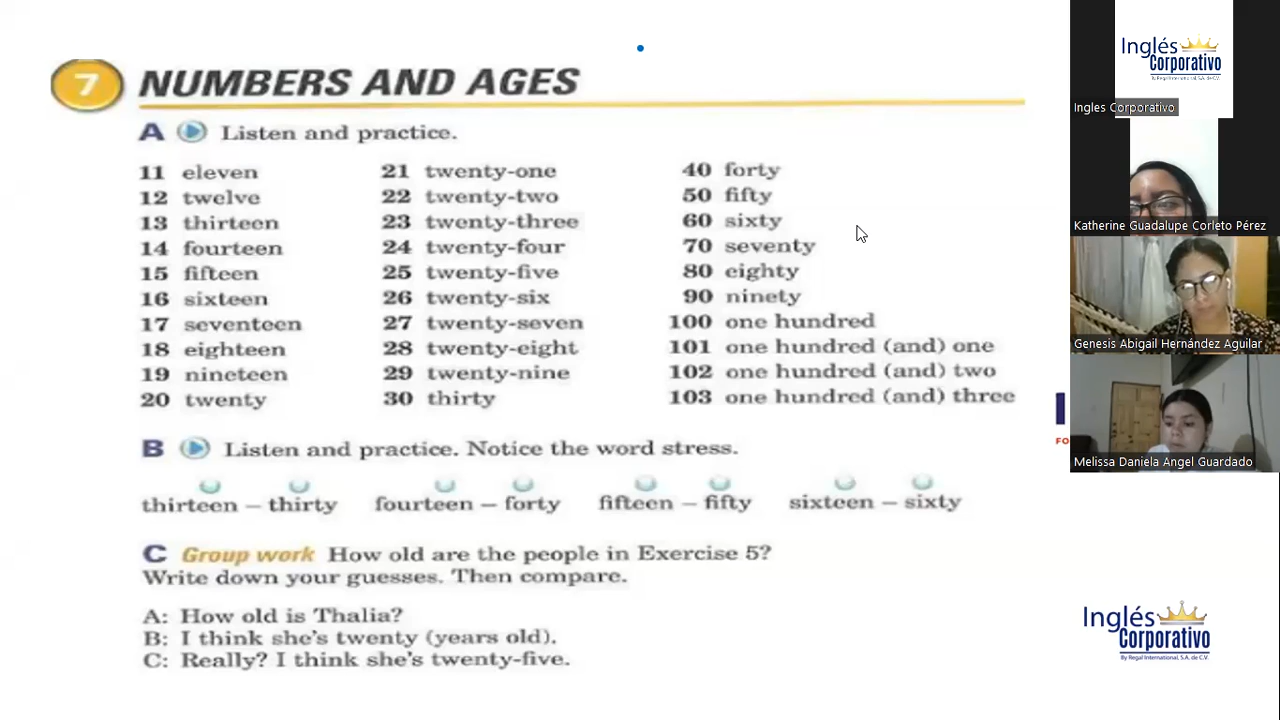 7 NUMBERS AND AGES
A Listen and practice.
11 eleven 21 twenty-one 40 forty
12 twelve 22 twenty-two 50 fifty
13 thirteen 23 twenty-three 60 sixty
14 fourteen 24 twenty-four 70 seventy
15 fifteen 25 twenty-five 80 eighty
16 sixteen 26 twenty-six 90 ninety
17 seventeen 27 twenty-seven 100 one hundred
18 eighteen 28 twenty-eight 101 one hundred (and) one
19 nineteen 29 twenty-nine 102 one hundred (and) two
20 twenty 30 thirty 103 one hundred (and) three
B Listen and practice. Notice the word stress.
thirteen – thirty fourteen – forty fifteen – fifty sixteen – sixty
C Group work How old are the people in Exercise 5?
Write down your guesses. Then compare.
A: How old is Thalia?
B: I think she's twenty (years old).
C: Really? I think she's twenty-five.
Inglés
Corporativo
By Regal International, S.A. de C.V.
Ingles Corporativo
Katherine Guadalupe Corleto Pérez
Genesis Abigail Hernández Aguilar
Melissa Daniela Angel Guardado
FO
Inglés
Corporativo
By Regal International, S.A. de C.V.